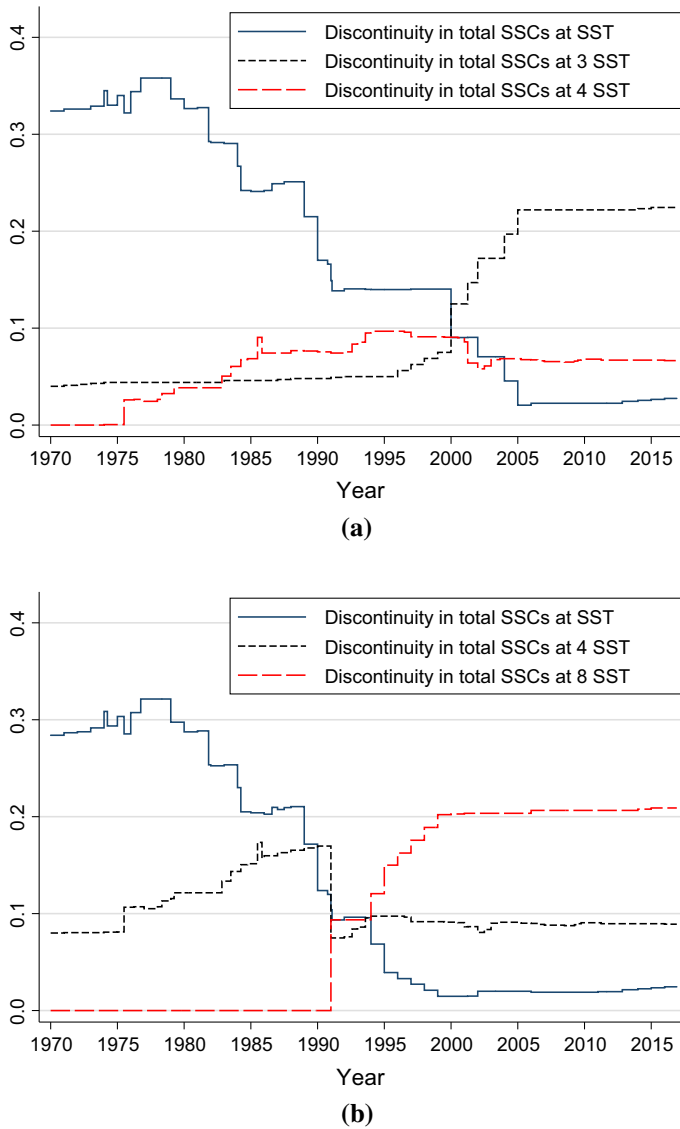 Discontinuity in total SSCs at SST
Discontinuity in total SSCs at 3 SST
Discontinuity in total SSCs at 4 SST
0.4
0.3
0.2
0.1
0.0
1970 1975 1980 1985 1990 1995 2000 2005 2010 2015
Year
(a)
Discontinuity in total SSCs at SST
Discontinuity in total SSCs at 4 SST
Discontinuity in total SSCs at 8 SST
0.4
0.3
0.2
0.1
0.0
1970 1975 1980 1985 1990 1995 2000 2005 2010 2015
Year
(b)